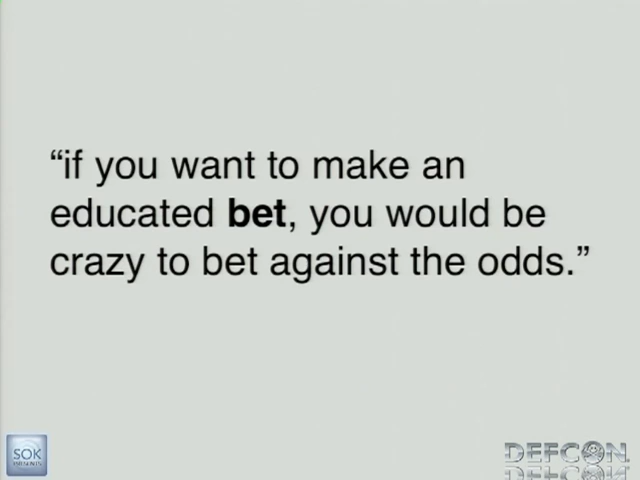 “if you want to make an
educated bet, you would be
crazy to bet against the odds.”
SOK
PRESENTS
DEFCON